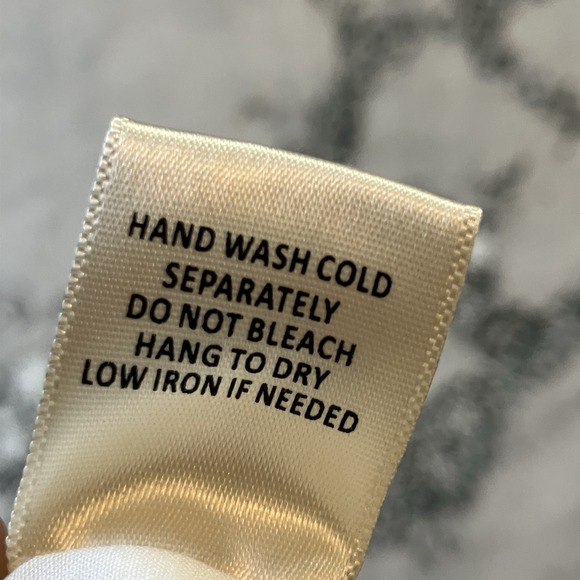 HAND WASH COLD
SEPARATELY
DO NOT BLEACH
HANG TO DRY
LOW IRON IF NEEDED